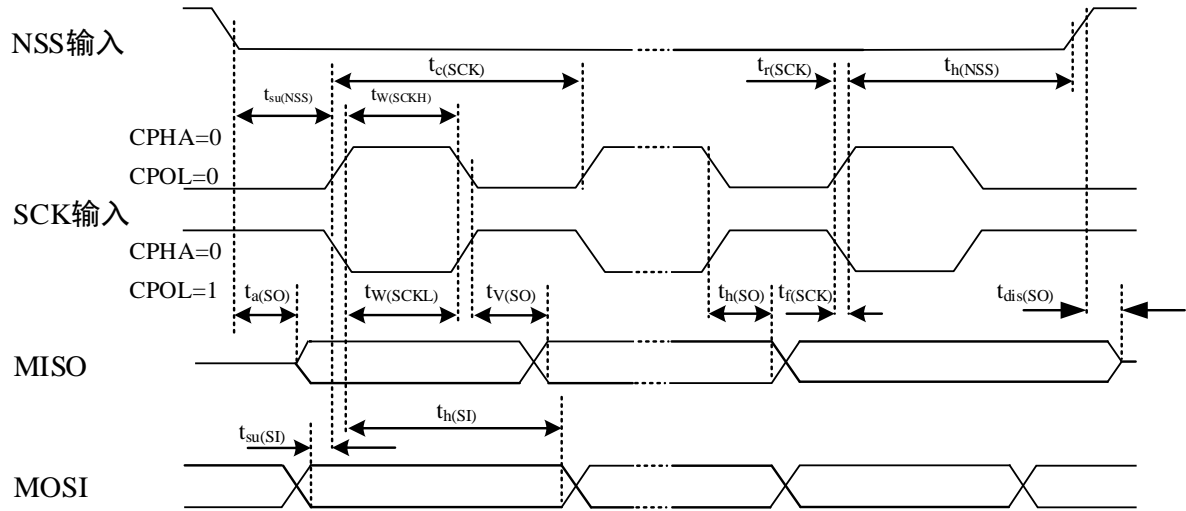 NSS输入
tc(SCK)
tr(SCK)
th(NSS)
tsu(NSS)
tW(SCKH)
CPHA=0
CPOL=0
SCK输入
CPHA=0
CPOL=1
ta(SO)
tW(SCKL)
tV(SO)
th(SO)
tf(SCK)
tdis(SO)
MISO
th(SI)
tsu(SI)
MOSI